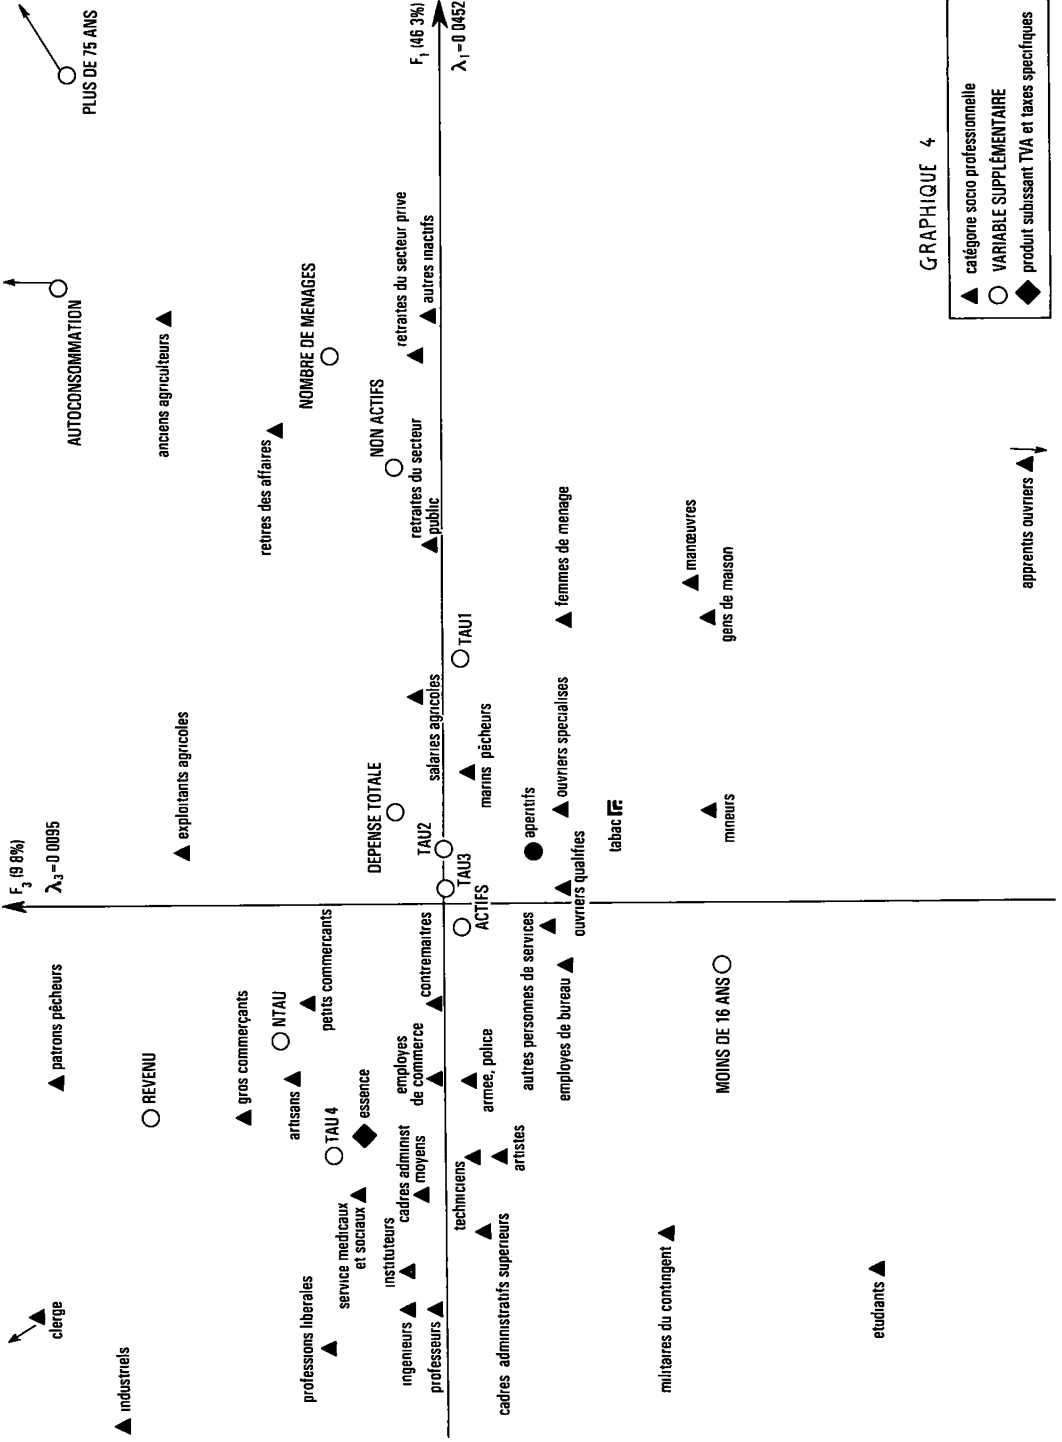 F₃ (9 8%)
λ₃=0 0095
F₁ (46 3%)
λ₁=0 0452
clerge
industriels
patrons pêcheurs
REVENU
gros commerçants
NTAU
artisans
petits commercants
TAU 4
essence
professions liberales
service medicaux
et sociaux
instituteurs
cadres administ
moyens
employes
de commerce
contremaitres
ingenieurs
professeurs
PLUS DE 75 ANS
AUTOCONSOMMATION
anciens agriculteurs
exploitants agricoles
retires des affaires
NOMBRE DE MENAGES
NON ACTIFS
retraites du secteur prive
autres inactifs
retraites du secteur
public
DEPENSE TOTALE
salaries agricoles
TAU2
TAU3
ACTIFS
TAU1
marins pêcheurs
techniciens
artistes
armee, police
cadres administratifs superieurs
autres personnes de services
employes de bureau
ouvriers qualifies
aperitifs
ouvriers specialises
femmes de menage
tabac
manœuvres
gens de maison
mineurs
MOINS DE 16 ANS
militaires du contingent
etudiants
apprentis ouvriers
GRAPHIQUE 4
catégorie socio professionnelle
VARIABLE SUPPLÉMENTAIRE
produit subissant TVA et taxes specifiques